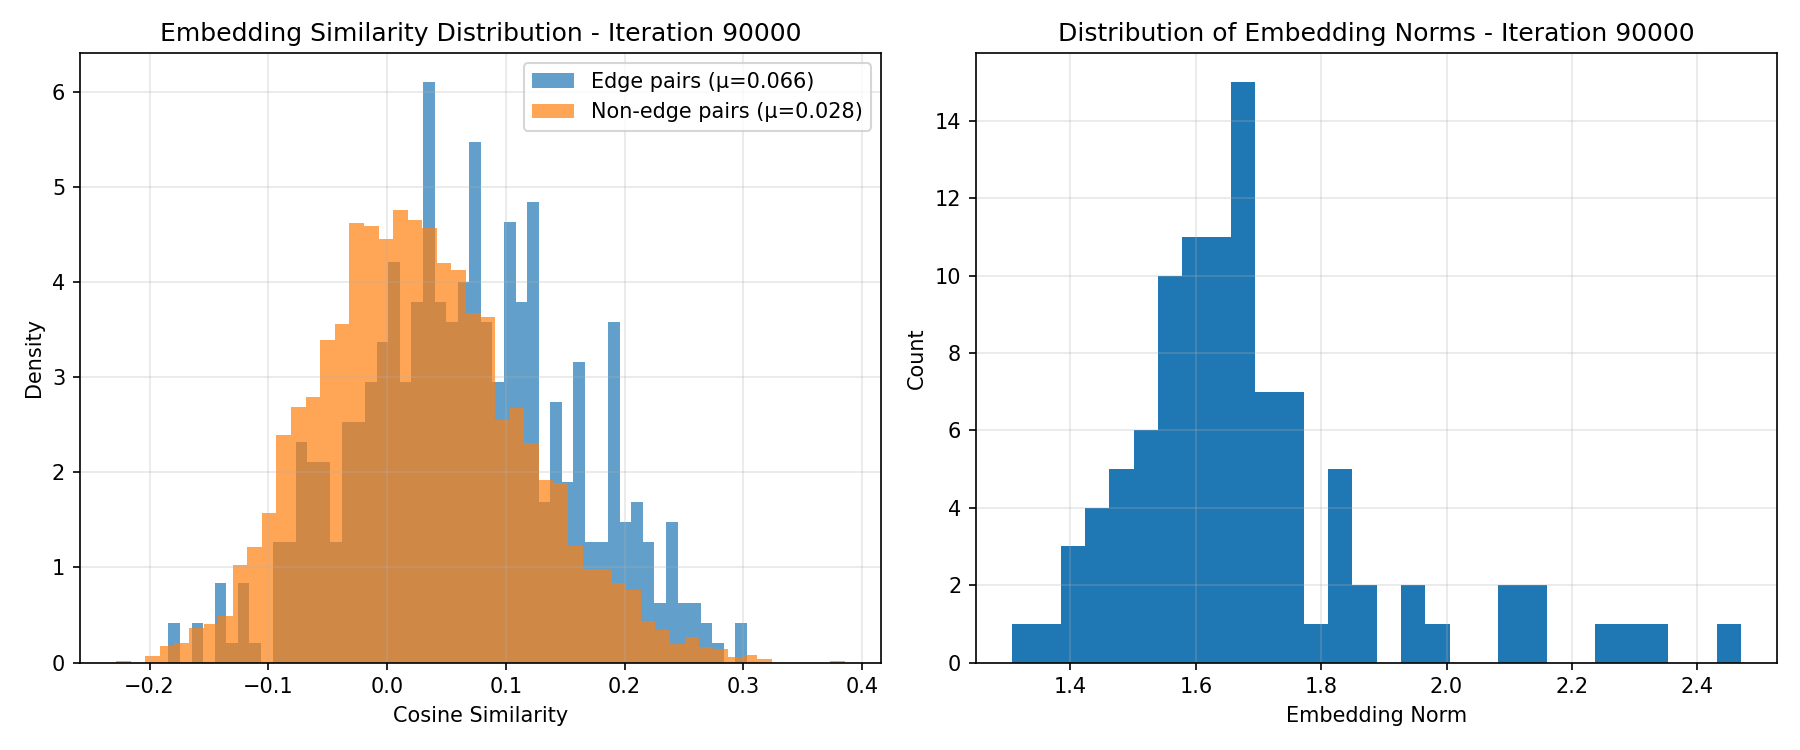 Embedding Similarity Distribution - Iteration 90000
Edge pairs (μ=0.066)
Non-edge pairs (μ=0.028)
6
5
4
3
2
1
0
Density
−0.2 −0.1 0.0 0.1 0.2 0.3 0.4
Cosine Similarity
Distribution of Embedding Norms - Iteration 90000
14
12
10
8
6
4
2
0
Count
1.4 1.6 1.8 2.0 2.2 2.4
Embedding Norm